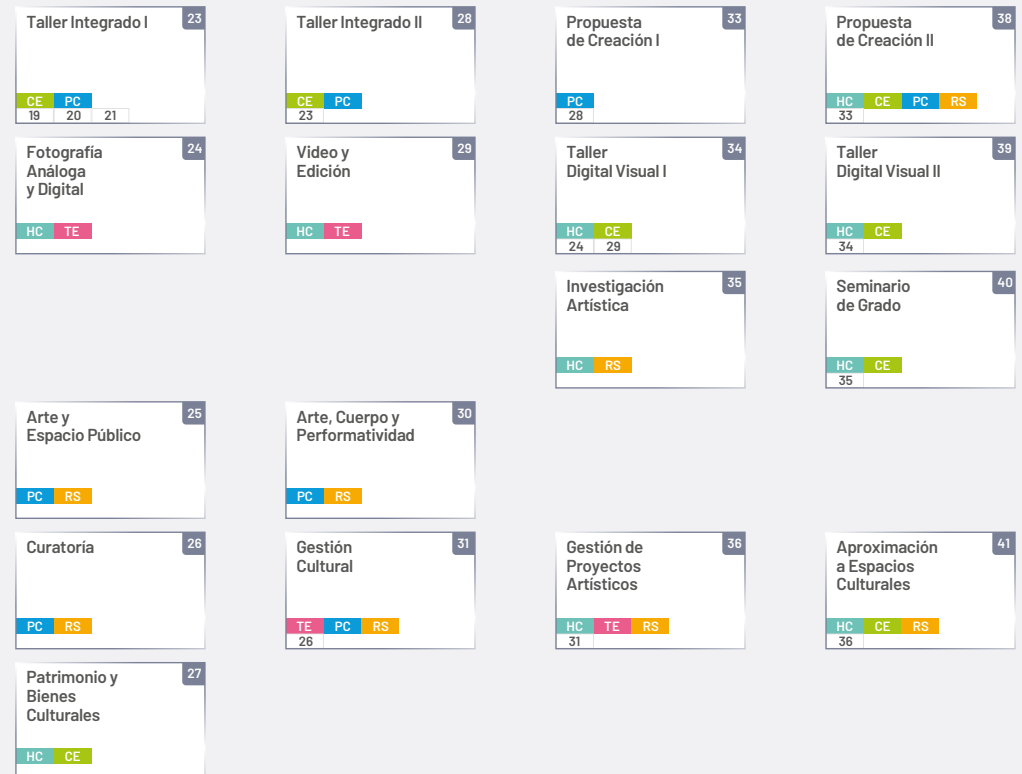 Taller Integrado I
23
CE PC
19 20 21
Taller Integrado II
28
CE PC
23
Propuesta
de Creación I
33
PC
28
Propuesta
de Creación II
38
HC CE PC RS
33
Fotografía
Análoga
y Digital
24
HC TE
Video y
Edición
29
HC TE
Taller
Digital Visual I
34
HC CE
24 29
Taller
Digital Visual II
39
HC CE
34
Investigación
Artística
35
HC RS
Seminario
de Grado
40
HC CE
35
Arte y
Espacio Público
25
PC RS
Arte, Cuerpo y
Performatividad
30
PC RS
Curatoría
26
PC RS
Gestión
Cultural
31
TE PC RS
26
Gestión de
Proyectos
Artísticos
36
HC TE RS
31
Aproximación
a Espacios
Culturales
41
HC CE RS
36
Patrimonio y
Bienes
Culturales
27
HC CE